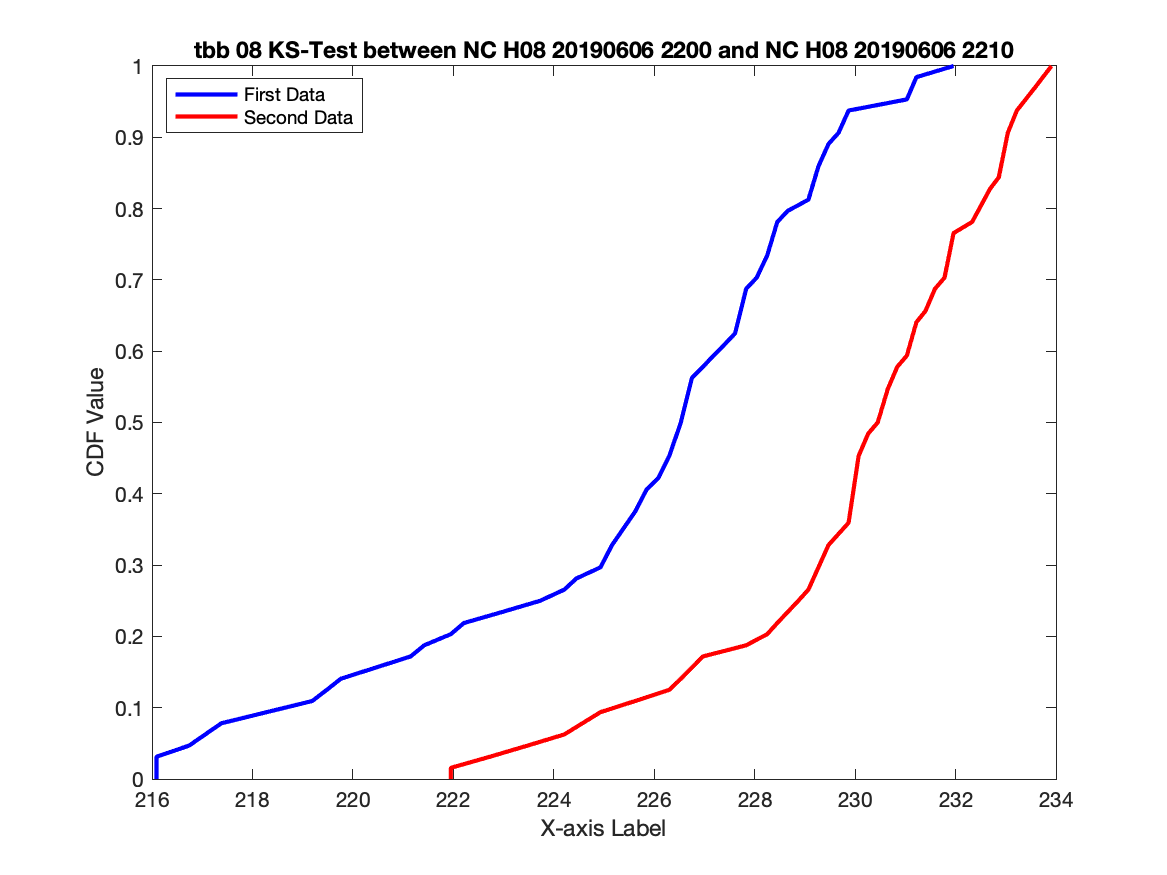 tbb 08 KS-Test between NC H08 20190606 2200 and NC H08 20190606 2210
First Data
Second Data
1
0.9
0.8
0.7
0.6
0.5
0.4
0.3
0.2
0.1
0
CDF Value
216 218 220 222 224 226 228 230 232 234
X-axis Label